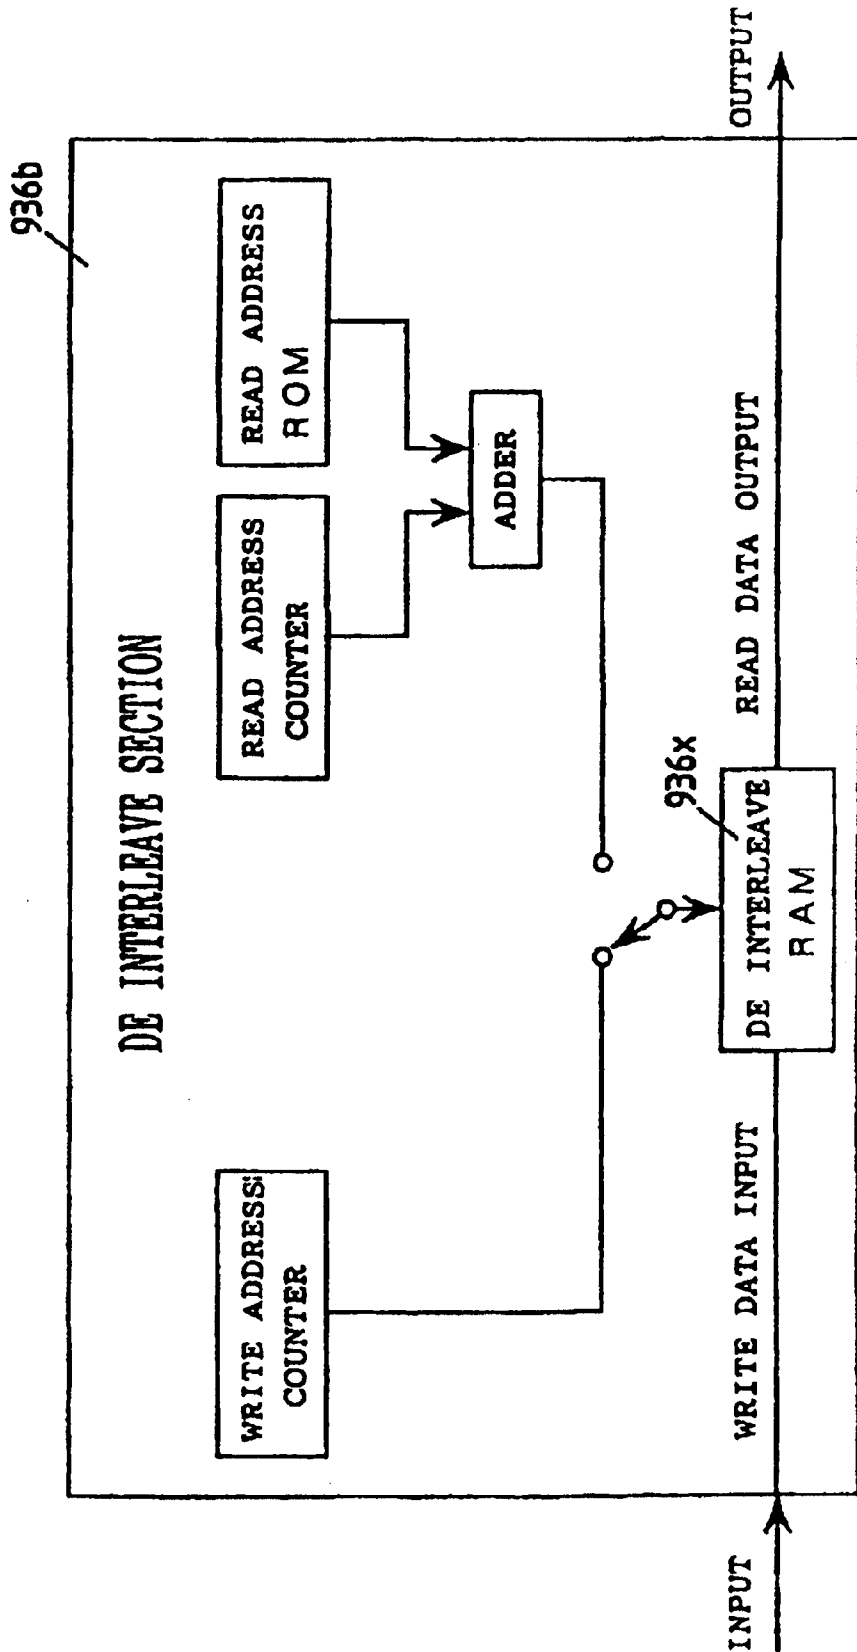 936b
DE INTERLEAVE SECTION
WRITE ADDRESS
COUNTER
READ ADDRESS
COUNTER
READ ADDRESS
ROM
ADDER
936x
INPUT
WRITE DATA INPUT
DE INTERLEAVE
RAM
READ DATA OUTPUT
OUTPUT